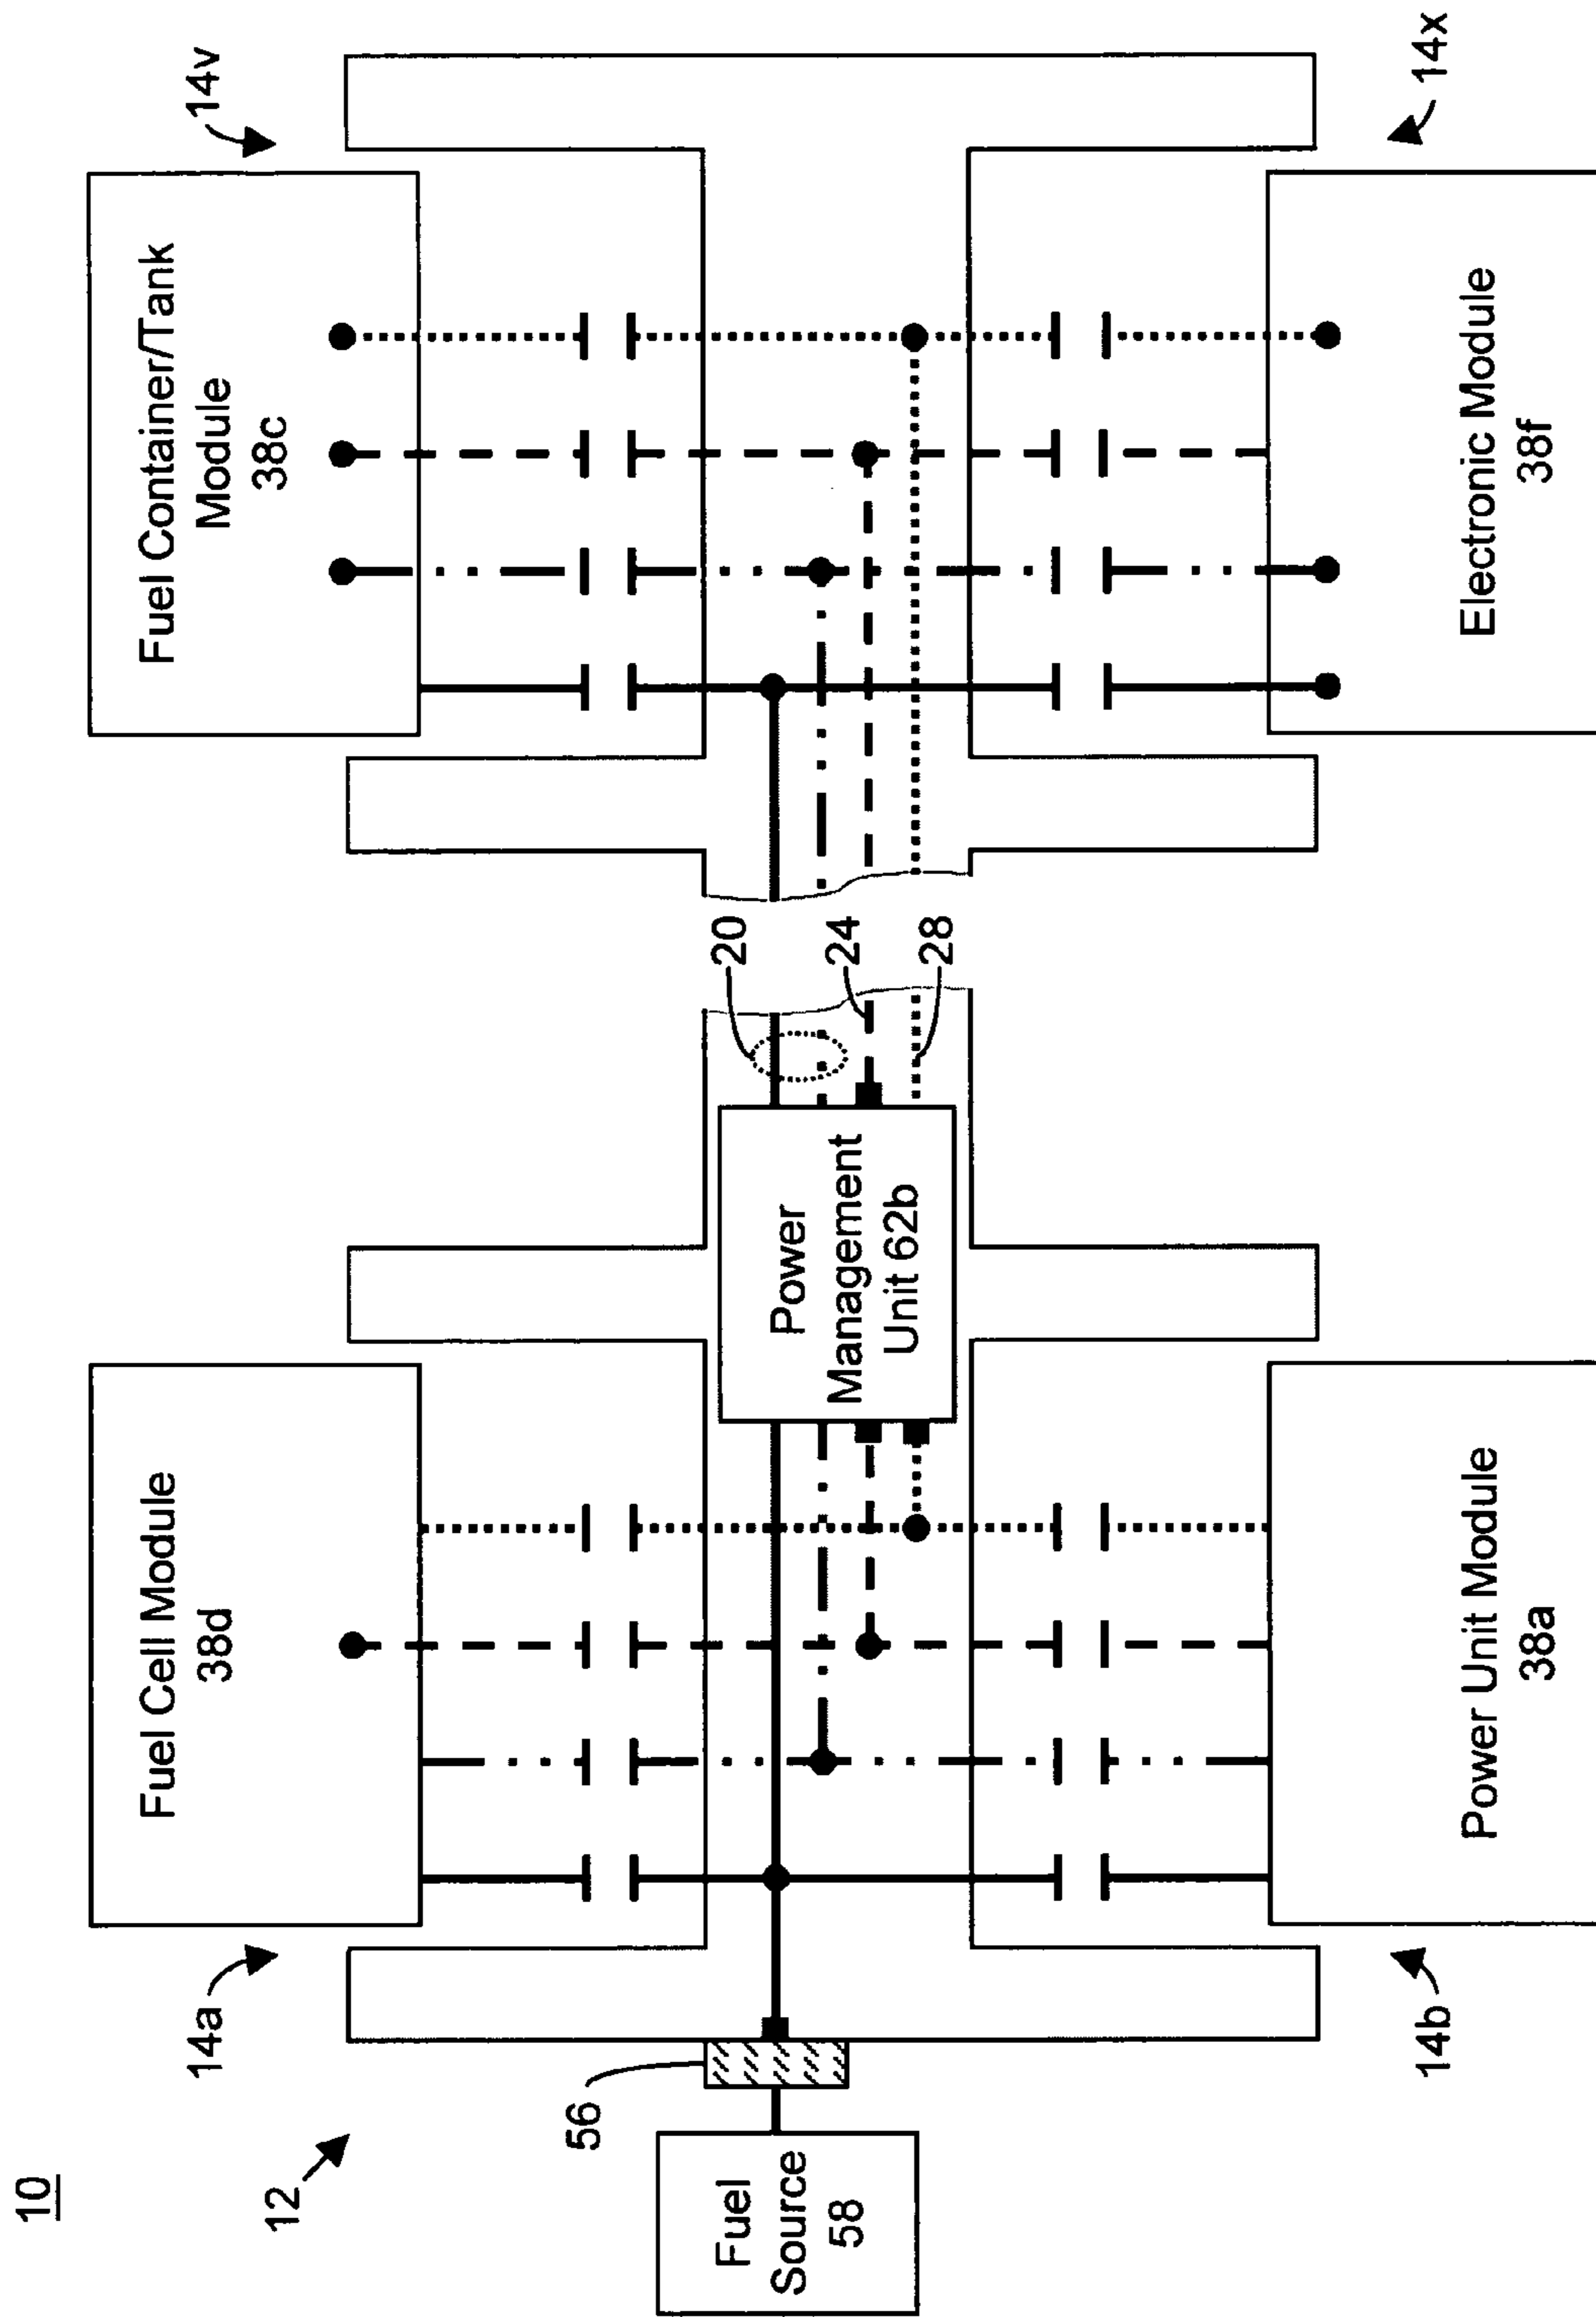 10
12
14a
Fuel Cell Module
38d
Fuel Container/Tank
Module
38c
14v
56
Fuel
Source
58
Power
Management
Unit 62b
20
24
28
14b
Power Unit Module
38a
Electronic Module
38f
14x